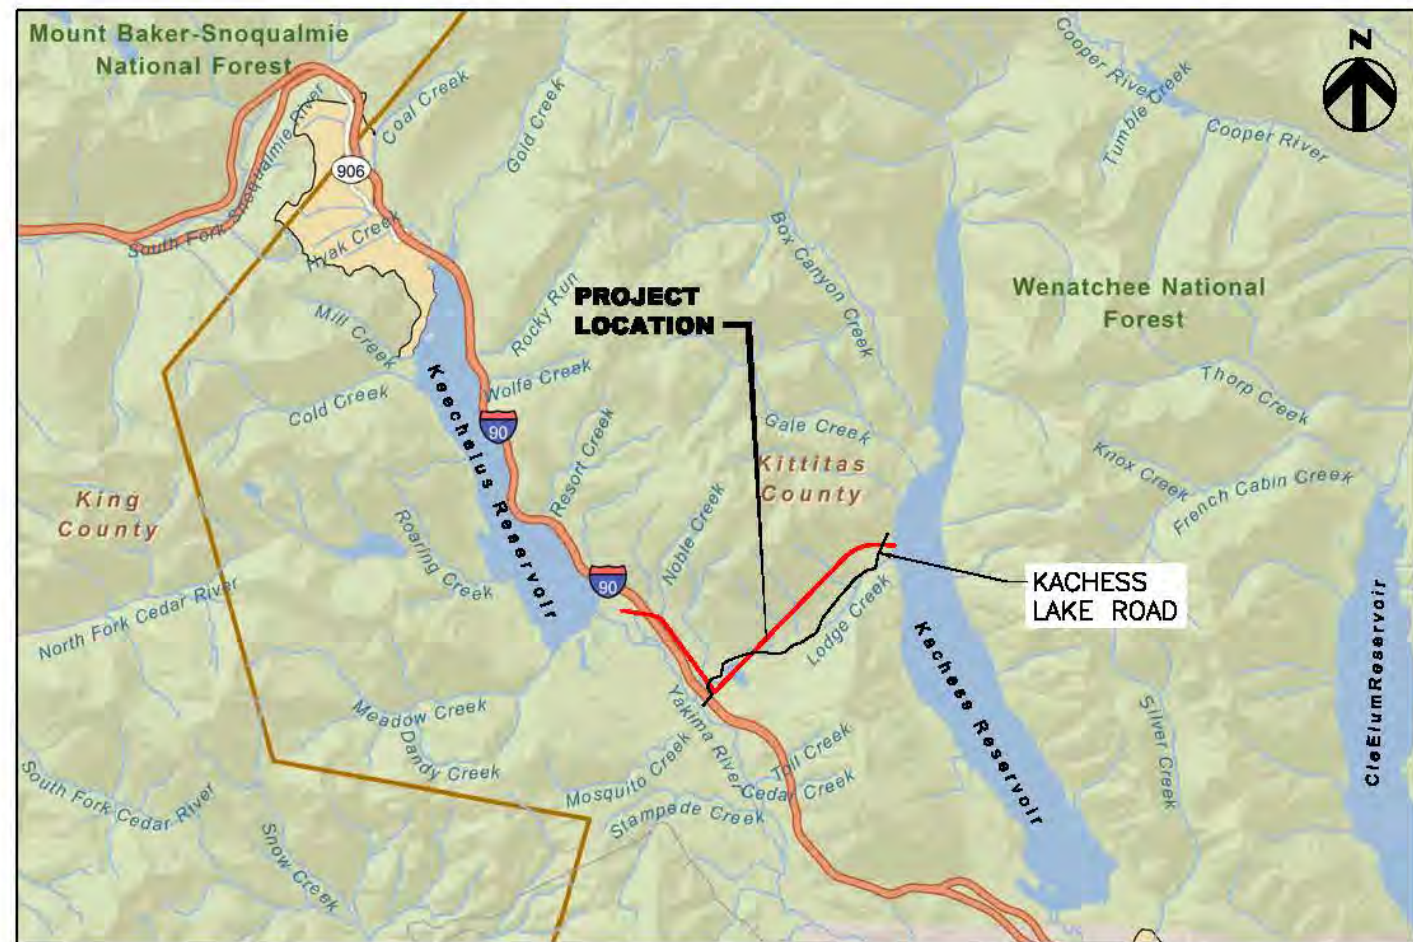 Mount Baker-Snoqualmie
National Forest
N
Cooper River
Tumble Creek
Cooper River
Coal Creek
Gold Creek
906
South Fork Snoqualmie River
Hyak Creek
Box Canyon Creek
Wenatchee National
Forest
PROJECT
LOCATION
Rocky Run
Mill Creek
Wolfe Creek
Cold Creek
Keechelus Reservoir
90
Thorp Creek
Gale Creek
Resort Creek
Kittitas
County
Knox Creek
French Cabin Creek
King
County
Noble Creek
Roaring Creek
90
KACHESS
LAKE ROAD
North Fork Cedar River
Lodge Creek
Kachess Reservoir
CleElumReservoir
Meadow Creek
Dandy Creek
Yakima River
Silver Creek
Toll Creek
Mosquito Creek
Cedar Creek
Stampede Creek
South Fork Cedar River
Snow Creek